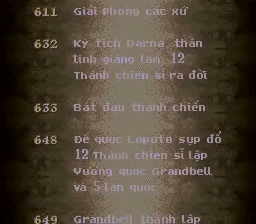 611 Giải Phóng các xứ
632 Kỳ tích Darna, thần
linh giáng lâm, 12
Thánh chiến sĩ ra đời
633 Bắt đầu thánh chiến
648 Đế quốc Loputo sụp đổ
12 Thánh chiến sĩ lập
Vương quốc Grandbell
và 5 lân quốc
649 Grandbell thành lập